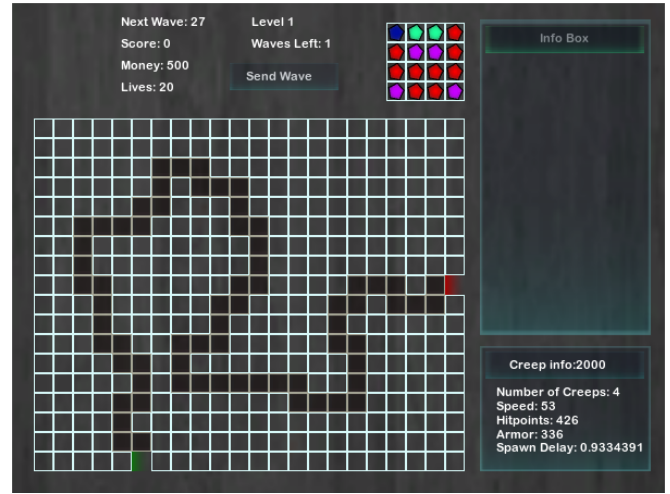 Next Wave: 27
Level 1
Score: 0
Waves Left: 1
Money: 500
Send Wave
Lives: 20
Info Box
Creep info:2000
Number of Creeps: 4
Speed: 53
Hitpoints: 426
Armor: 336
Spawn Delay: 0.9334391